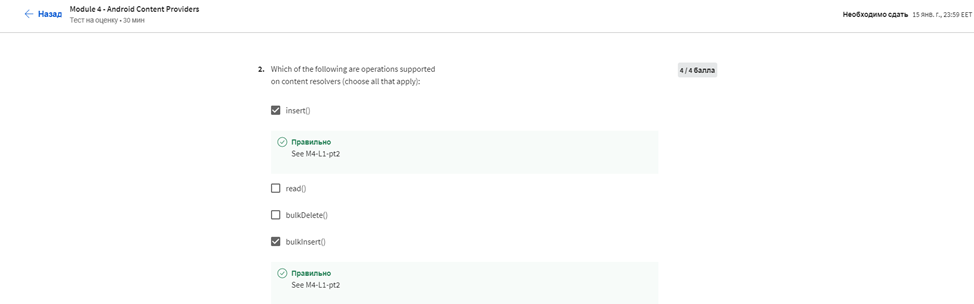 Назад
Module 4 - Android Content Providers
Тест на оценку • 30 мин
Необходимо сдать 15 янв. г., 23:59 EET
2. Which of the following are operations supported
on content resolvers (choose all that apply):
4 / 4 балла
insert()
Правильно
See M4-L1-pt2
read()
bulkDelete()
bulkInsert()
Правильно
See M4-L1-pt2